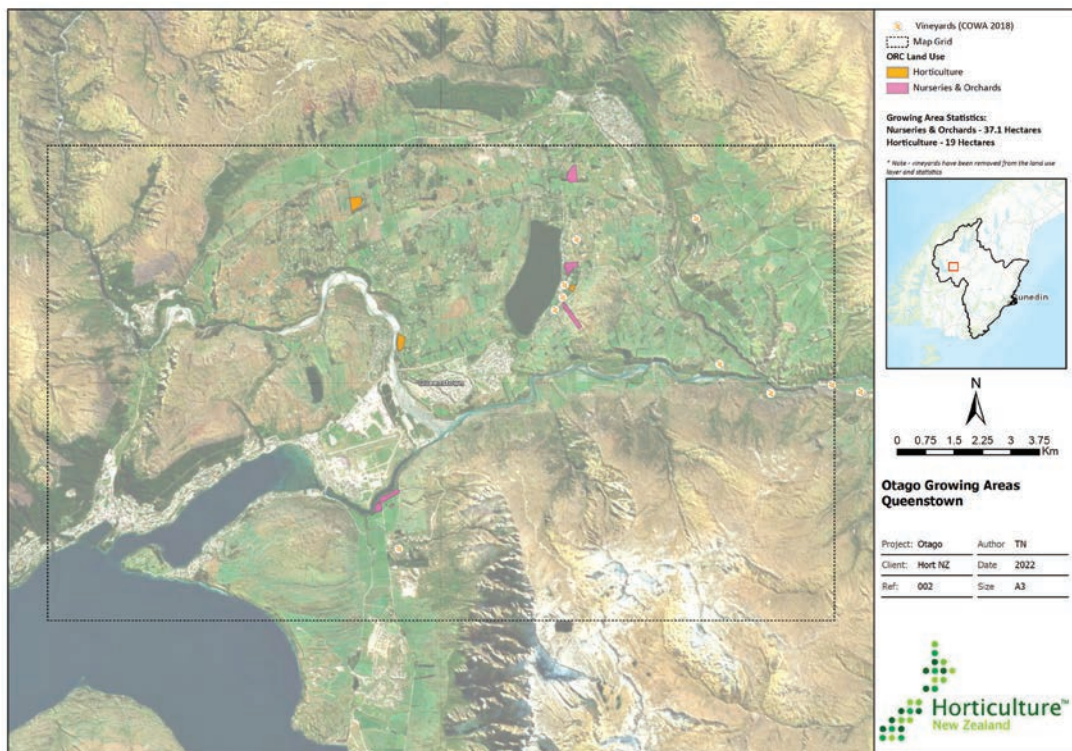 Queenstown
Vineyards (COWA 2018)
Map Grid
ORC Land Use
Horticulture
Nurseries & Orchards
Growing Area Statistics:
Nurseries & Orchards - 37.1 Hectares
Horticulture - 19 Hectares
* Note - vineyards have been removed from the land use
layer and statistics
unedin
N
0 0.75 1.5 2.25 3 3.75
Km
Otago Growing Areas
Queenstown
Project: Otago Author TN
Client: Hort NZ Date 2022
Ref: 002 Size A3
Horticulture™
New Zealand